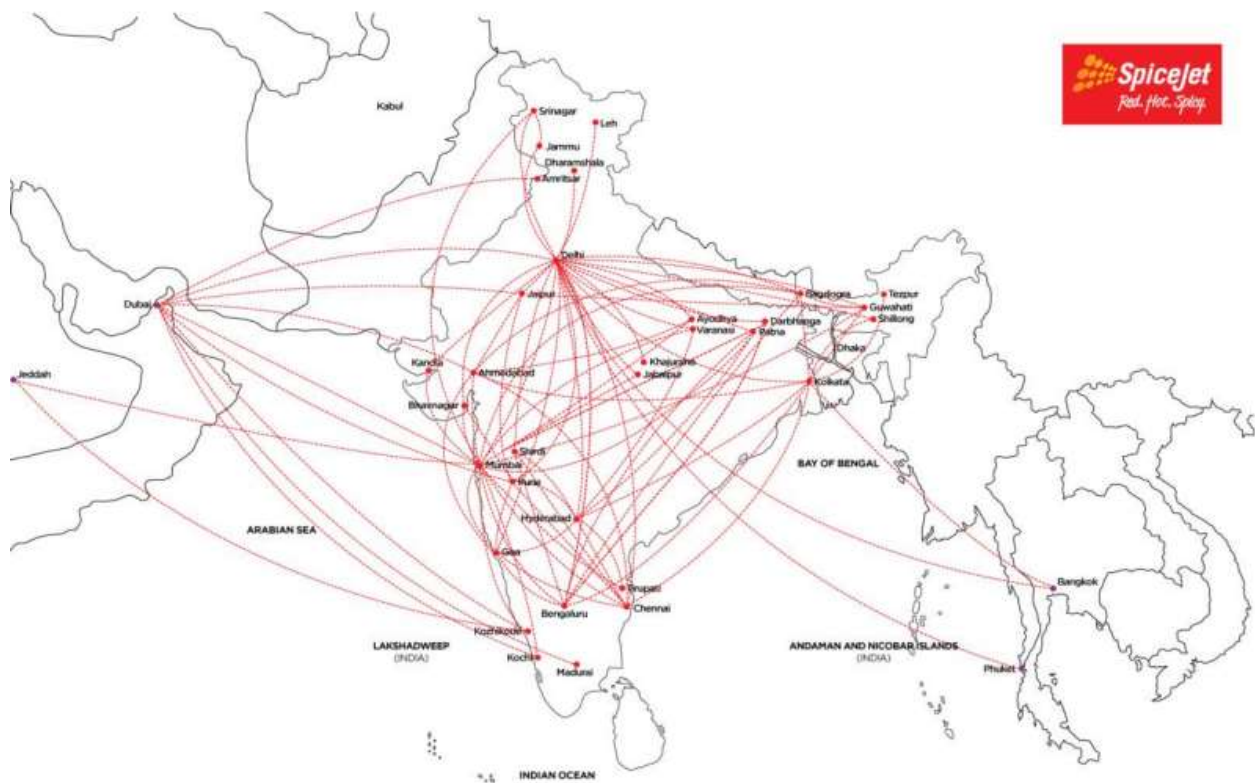 SpiceJet
Red. Hot. Spicy.
Kabul
Srinagar
Leh
Jammu
Dharamshala
Amritsar
Delhi
Dubai
Jaipur
Bagdogra
Tezpur
Guwahati
Shillong
Ayodhya
Darbhanga
Varanasi
Patna
Dhaka
Kandla
Khajuraho
Jeddah
Ahmedabad
Jabalpur
Kolkata
Bhavnagar
Shirdi
Mumbai
BAY OF BENGAL
Pune
ARABIAN SEA
Hyderabad
Goa
Tirupati
Bangkok
Bengaluru
Chennai
Kozhikode
LAKSHADWEEP
(INDIA)
ANDAMAN AND NICOBAR ISLANDS
(INDIA)
Kochi
Madurai
Phuket
INDIAN OCEAN